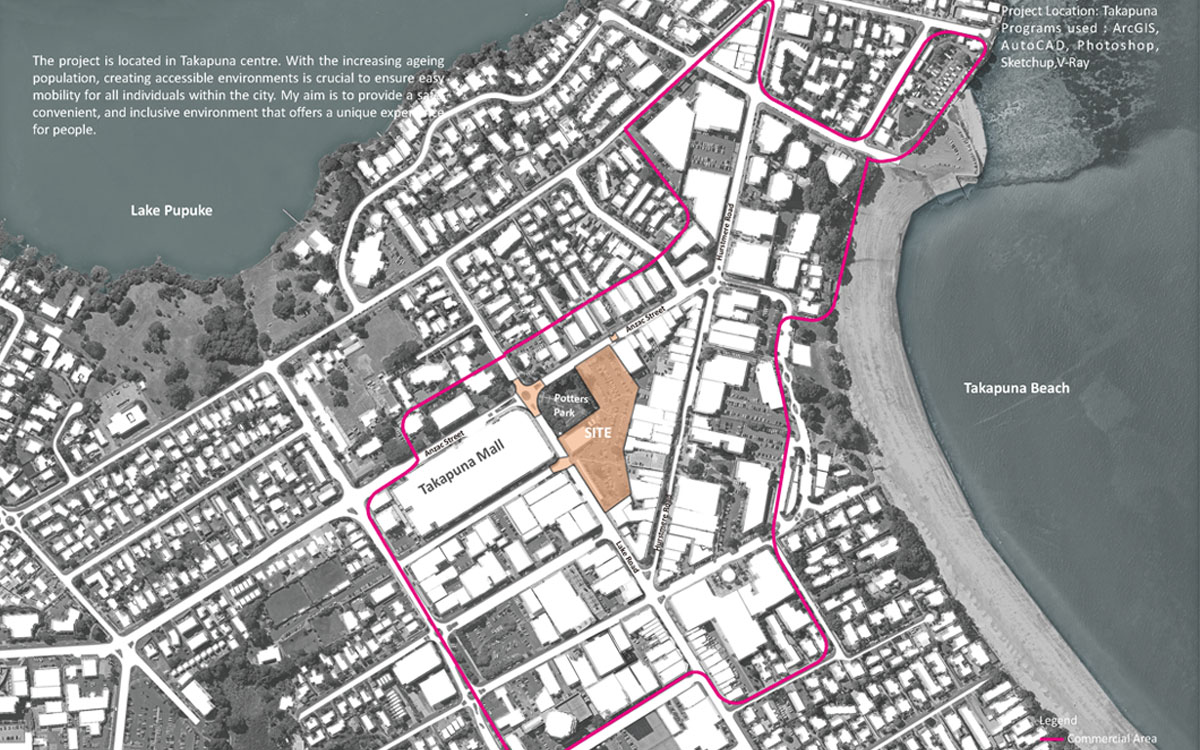 Project Location: Takapuna
Programs used : ArcGIS,
AutoCAD, Photoshop,
Sketchup,V-Ray
The project is located in Takapuna centre. With the increasing ageing
population, creating accessible environments is crucial to ensure easy
mobility for all individuals within the city. My aim is to provide a safe,
convenient, and inclusive environment that offers a unique experience
for people.
Lake Pupuke
Hurstmere Road
Anzac Street
Takapuna Beach
Potters
Park
SITE
Anzac Street
Takapuna Mall
Hurstmere Road
Lake Road
Legend
Commercial Area